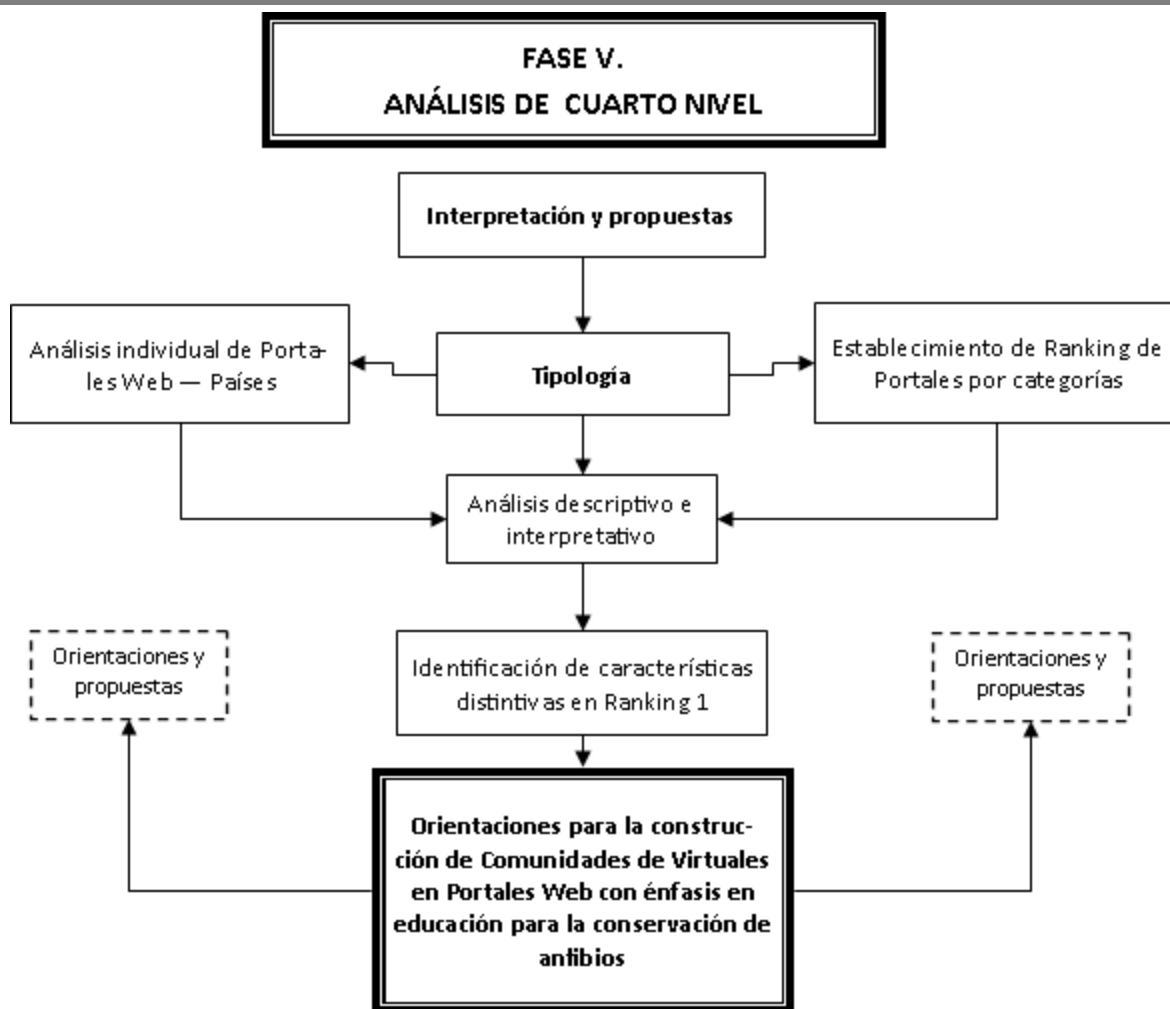 FASE V.
ANÁLISIS DE CUARTO NIVEL
Interpretación y propuestas
Análisis individual de Porta-
les Web — Países
Tipología
Establecimiento de Ranking de
Portales por categorías
Análisis descriptivo e
interpretativo
Orientaciones y
propuestas
Identificación de características
distintivas en Ranking 1
Orientaciones y
propuestas
Orientaciones para la construc-
ción de Comunidades de Virtuales
en Portales Web con énfasis en
educación para la conservación de
anfibios